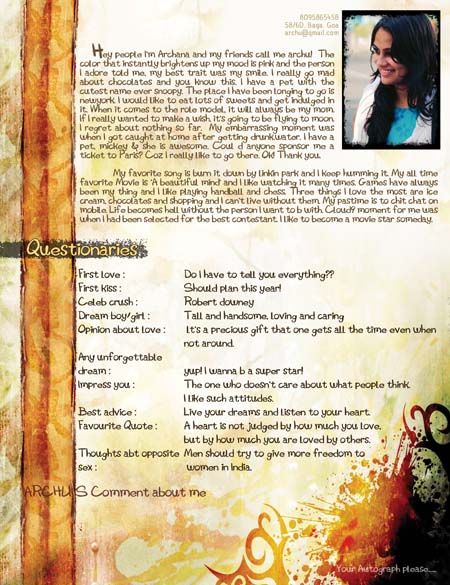 8095865458
58/6D, Baga, Goa
archu@gmail.com
Hey people I'm Archana and my friends call me archu! The
color that instantly brightens up my mood is pink and the person
I adore told me, my best trait was my smile. I really go mad
about chocolates and you know this. I have a pet with the
cutest name ever snoopy. The place I have been longing to go is
newyork. I would like to eat lots of sweets and get indulged in
it. When it comes to the role model, it will always be my mom.
If I really wanted to make a wish, it's going to be flying to moon.
I regret about nothing so far. My embarrassing moment was
when I got caught at home after getting drunkwater. I have a
pet, mickey & she is awesome. Could anyone sponsor me a
ticket to Paris? Coz I really like to go there. Ok! Thank you.
My favorite song is burn it down by linkin park and I keep humming it. My all time
favorite Movie is 'A beautiful mind' and I like watching it many times. Games have always
been my thing and I like playing handball and chess. Three things I love the most are ice
cream, chocolates and shopping and I can't live without them. My pastime is to chit chat on
mobile. Life becomes hell without the person I want to b with. Cloud9 moment for me was
when I had been selected for the best contestant. I like to become a movie star someday.
Questionaries
First love : Do i have to tell you everything??
First kiss : Should plan this year!
Celeb crush : Robert downey
Dream boy/girl : Tall and handsome, loving and caring
Opinion about love : It's a precious gift that one gets all the time even when
not around.
Any unforgettable
dream : yup! I wanna b a super star!
Impress you : The one who doesn't care about what people think.
I like such attitudes.
Best advice : Live your dreams and listen to your heart.
Favourite Quote : A heart is not judged by how much you love,
but by how much you are loved by others.
Thoughts abt opposite Men should try to give more freedom to
sex : women in India.
ARCHU'S Comment about me
Your Autograph please....